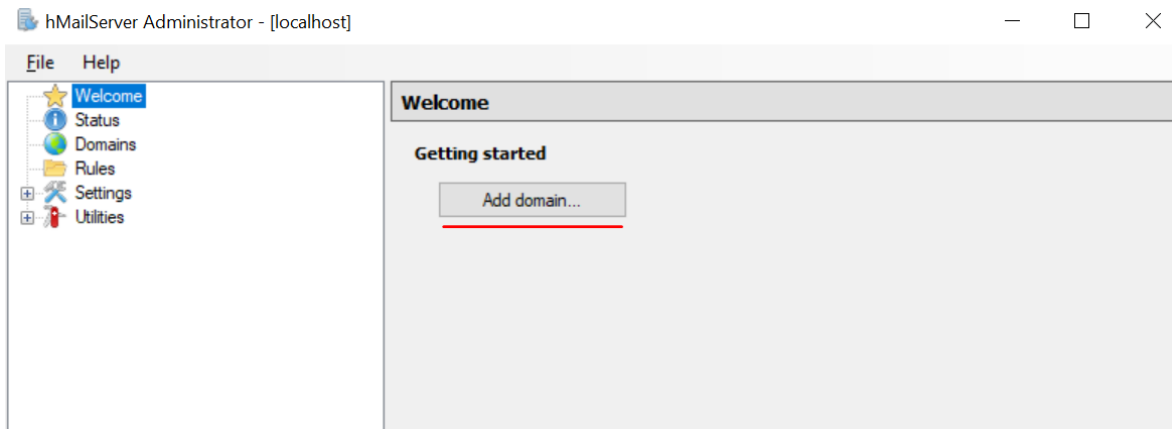 hMailServer Administrator - [localhost]
File Help
Welcome
Status
Domains
Rules
Settings
Utilities
Welcome
Getting started
Add domain...